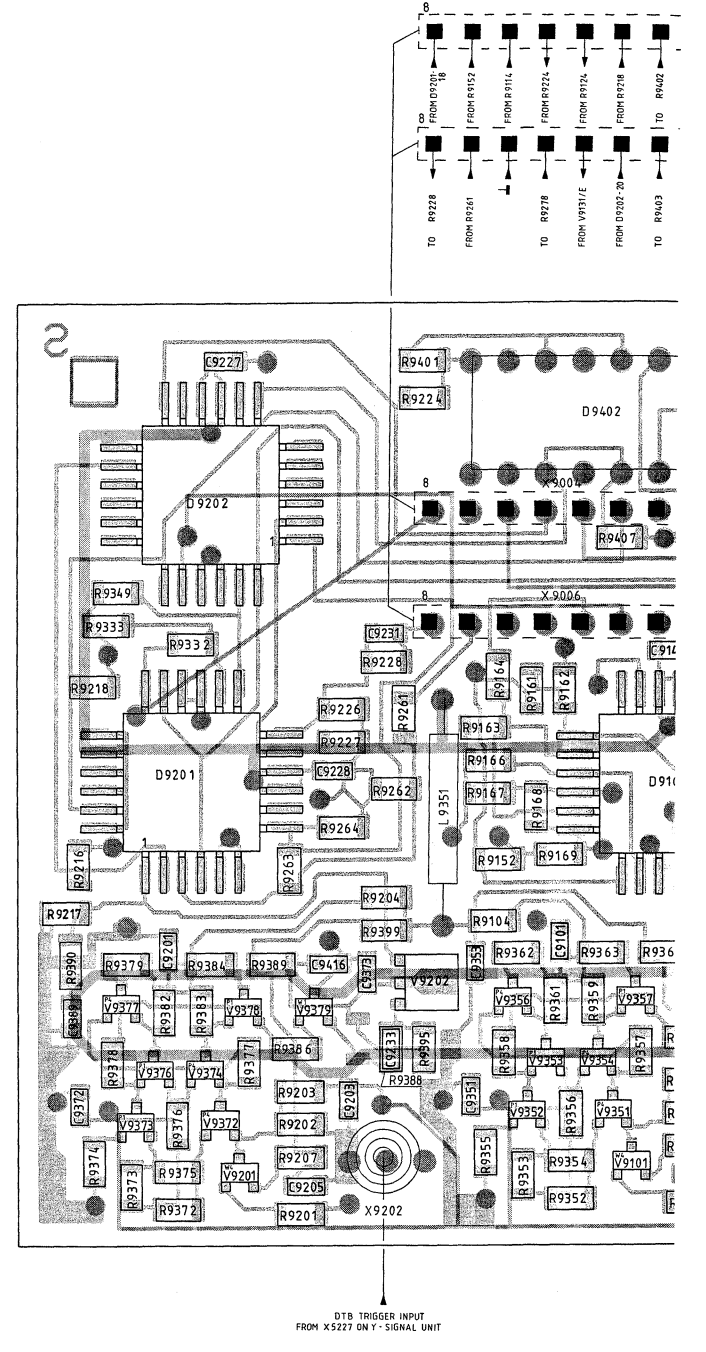 8
FROM D9201-18
FROM R9152
FROM R9114
FROM R9224
FROM R9124
FROM R9218
TO R9402
8
TO R9228
FROM R9261
TO R9278
FROM V9131/E
FROM D9202-20
TO R9403
S
C9227
R9401
R9224
D9402
D9202
1
8
X9004
R9407
R9349
R9333
R9332
R9218
8
X9006
C9231
R9228
R9261
R9164
R9161
R9162
C914
R9226
R9227
C9228
R9262
R9264
R9263
D9201
1
R9216
L9351
R9163
R9166
R9167
R9168
R9152
R9169
D910
R9217
R9204
R9399
R9104
R9390
R9379
C9201
R9384
R9389
C9416
C9373
V9202
C9353
R9362
C9101
R9363
R936
V9377
R9382
R9383
V9378
V9379
V9356
R9361
R9359
V9357
R9378
V9376
V9374
R9377
R9386
C9233
R9395
R9358
V9353
V9354
R9357
R9388
C9372
V9373
R9376
V9372
R9203
C9203
R9202
C9351
V9352
R9356
V9351
R9374
R9373
R9375
R9372
V9201
R9207
C9205
R9201
X9202
R9355
R9353
R9354
R9352
V9101
DTB TRIGGER INPUT
FROM X5227 ON Y-SIGNAL UNIT